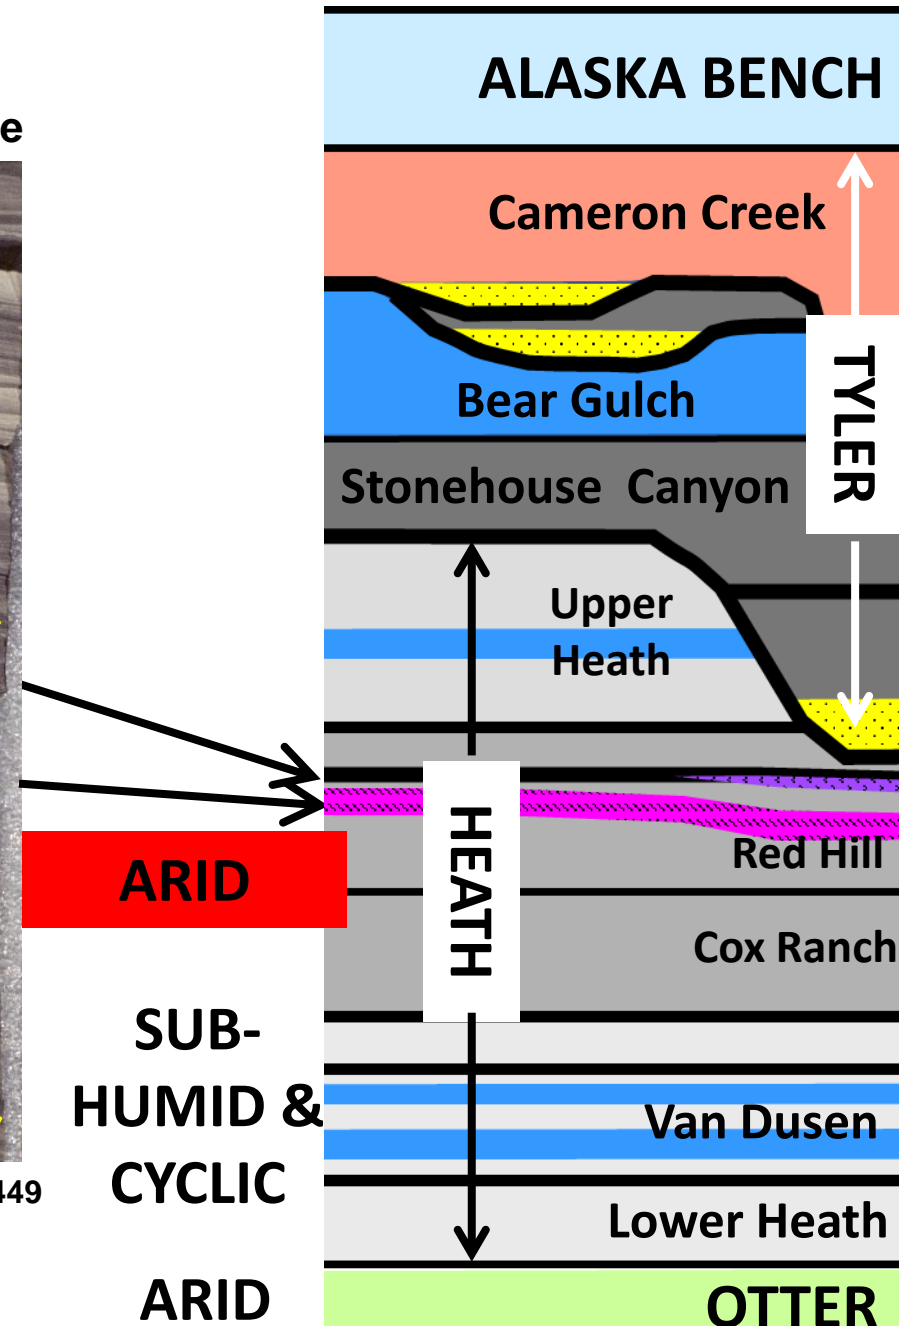 ALASKA BENCH
e
Cameron Creek
TYLER
Bear Gulch
Stonehouse Canyon
Upper
Heath
HEATH
Red Hill
ARID
Cox Ranch
SUB-
HUMID &
CYCLIC
Van Dusen
449
Lower Heath
ARID
OTTER